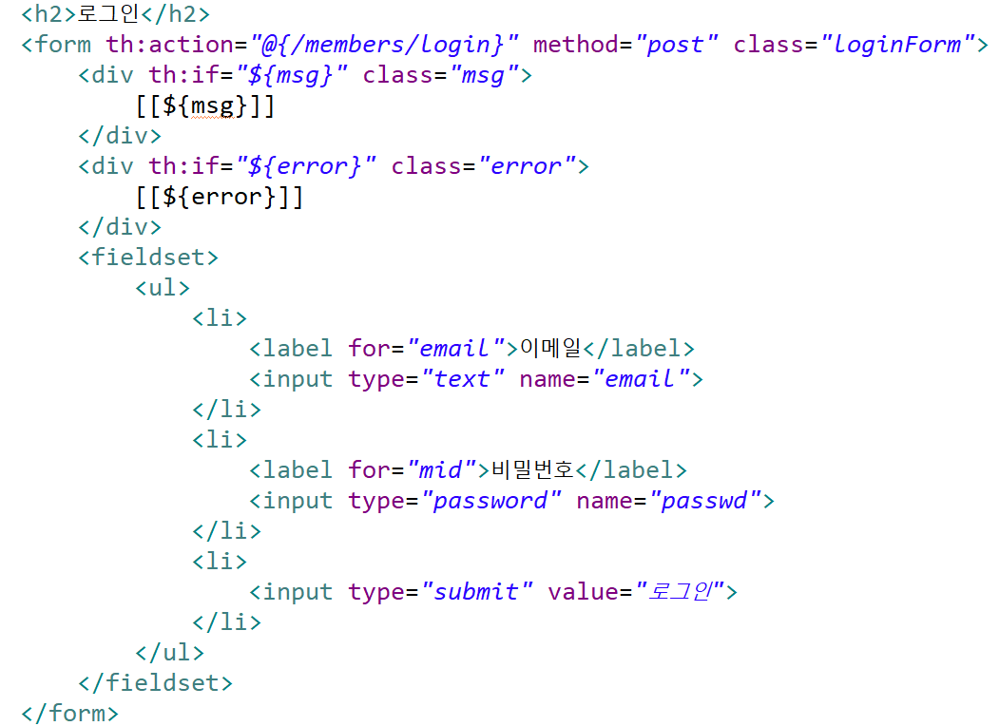 <h2>로그인</h2>
<form th:action="@{/members/login}" method="post" class="loginForm">
    <div th:if="${msg}" class="msg">
        [[${msg}]]
    </div>
    <div th:if="${error}" class="error">
        [[${error}]]
    </div>
    <fieldset>
        <ul>
            <li>
                <label for="email">이메일</label>
                <input type="text" name="email">
            </li>
            <li>
                <label for="mid">비밀번호</label>
                <input type="password" name="passwd">
            </li>
            <li>
                <input type="submit" value="로그인">
            </li>
        </ul>
    </fieldset>
</form>